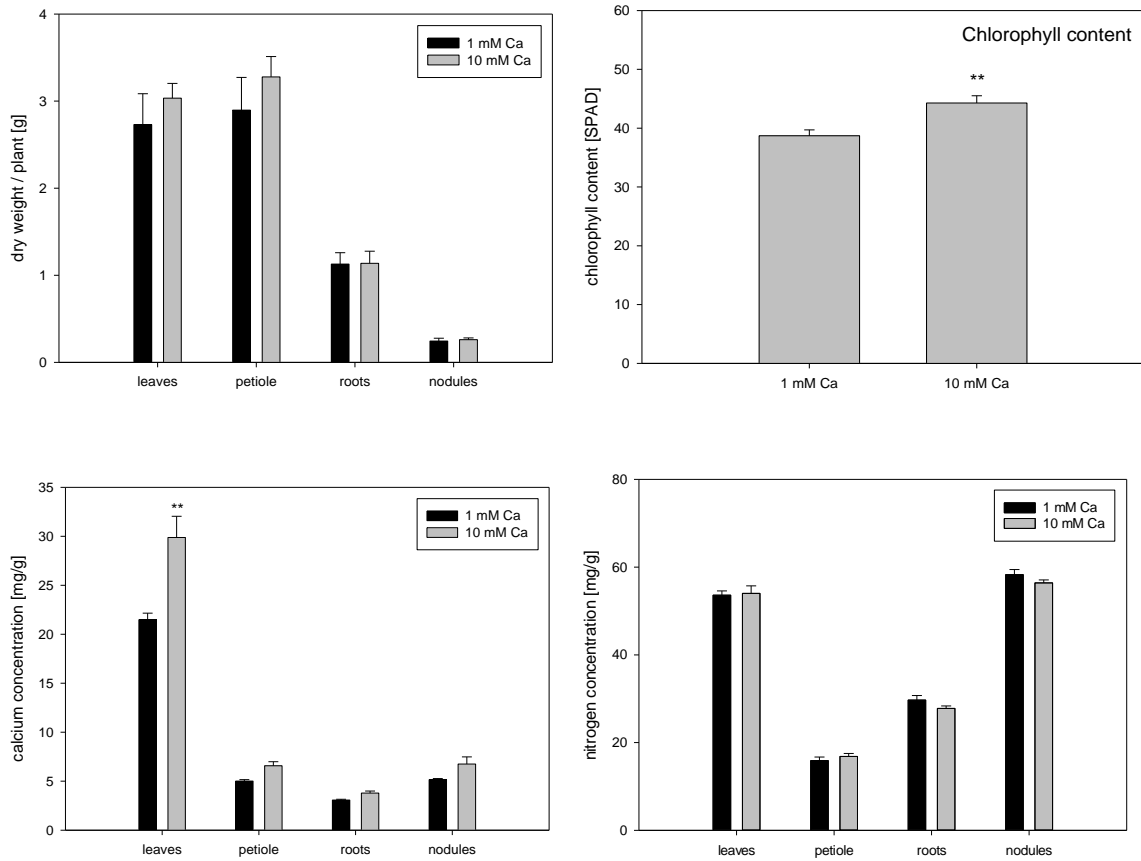 4
3
2
1
0
dry weight / plant [g]
1 mM Ca
10 mM Ca
leaves petiole roots nodules
60
50
40
30
20
10
0
chlorophyll content [SPAD]
Chlorophyll content
**
1 mM Ca 10 mM Ca
35
30
25
20
15
10
5
0
calcium concentration [mg/g]
**
1 mM Ca
10 mM Ca
leaves petiole roots nodules
80
60
40
20
0
nitrogen concentration [mg/g]
1 mM Ca
10 mM Ca
leaves petiole roots nodules